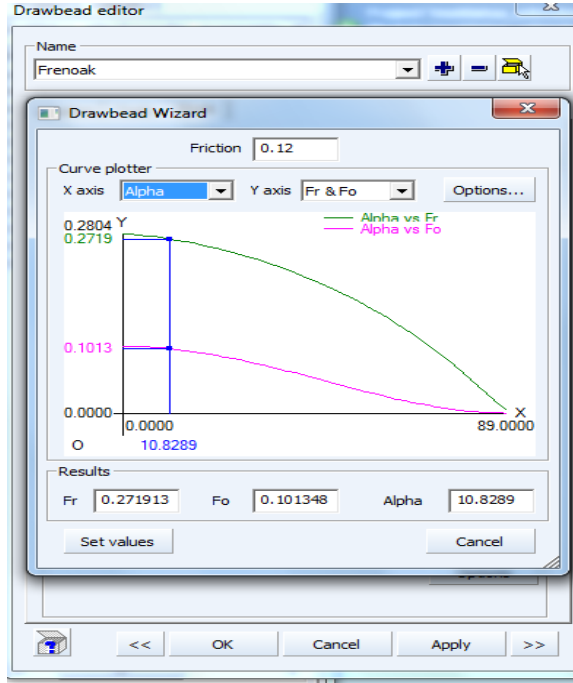 Drawbead editor
Name
Frenoak
Drawbead Wizard
Friction 0.12
Curve plotter
X axis Alpha Y axis Fr & Fo Options...
Alpha vs Fr
Alpha vs Fo
0.2804 Y
0.2719
0.1013
0.0000 X
0.0000 89.0000
O 10.8289
Results
Fr 0.271913 Fo 0.101348 Alpha 10.8289
Set values Cancel
Options
<< OK Cancel Apply >>